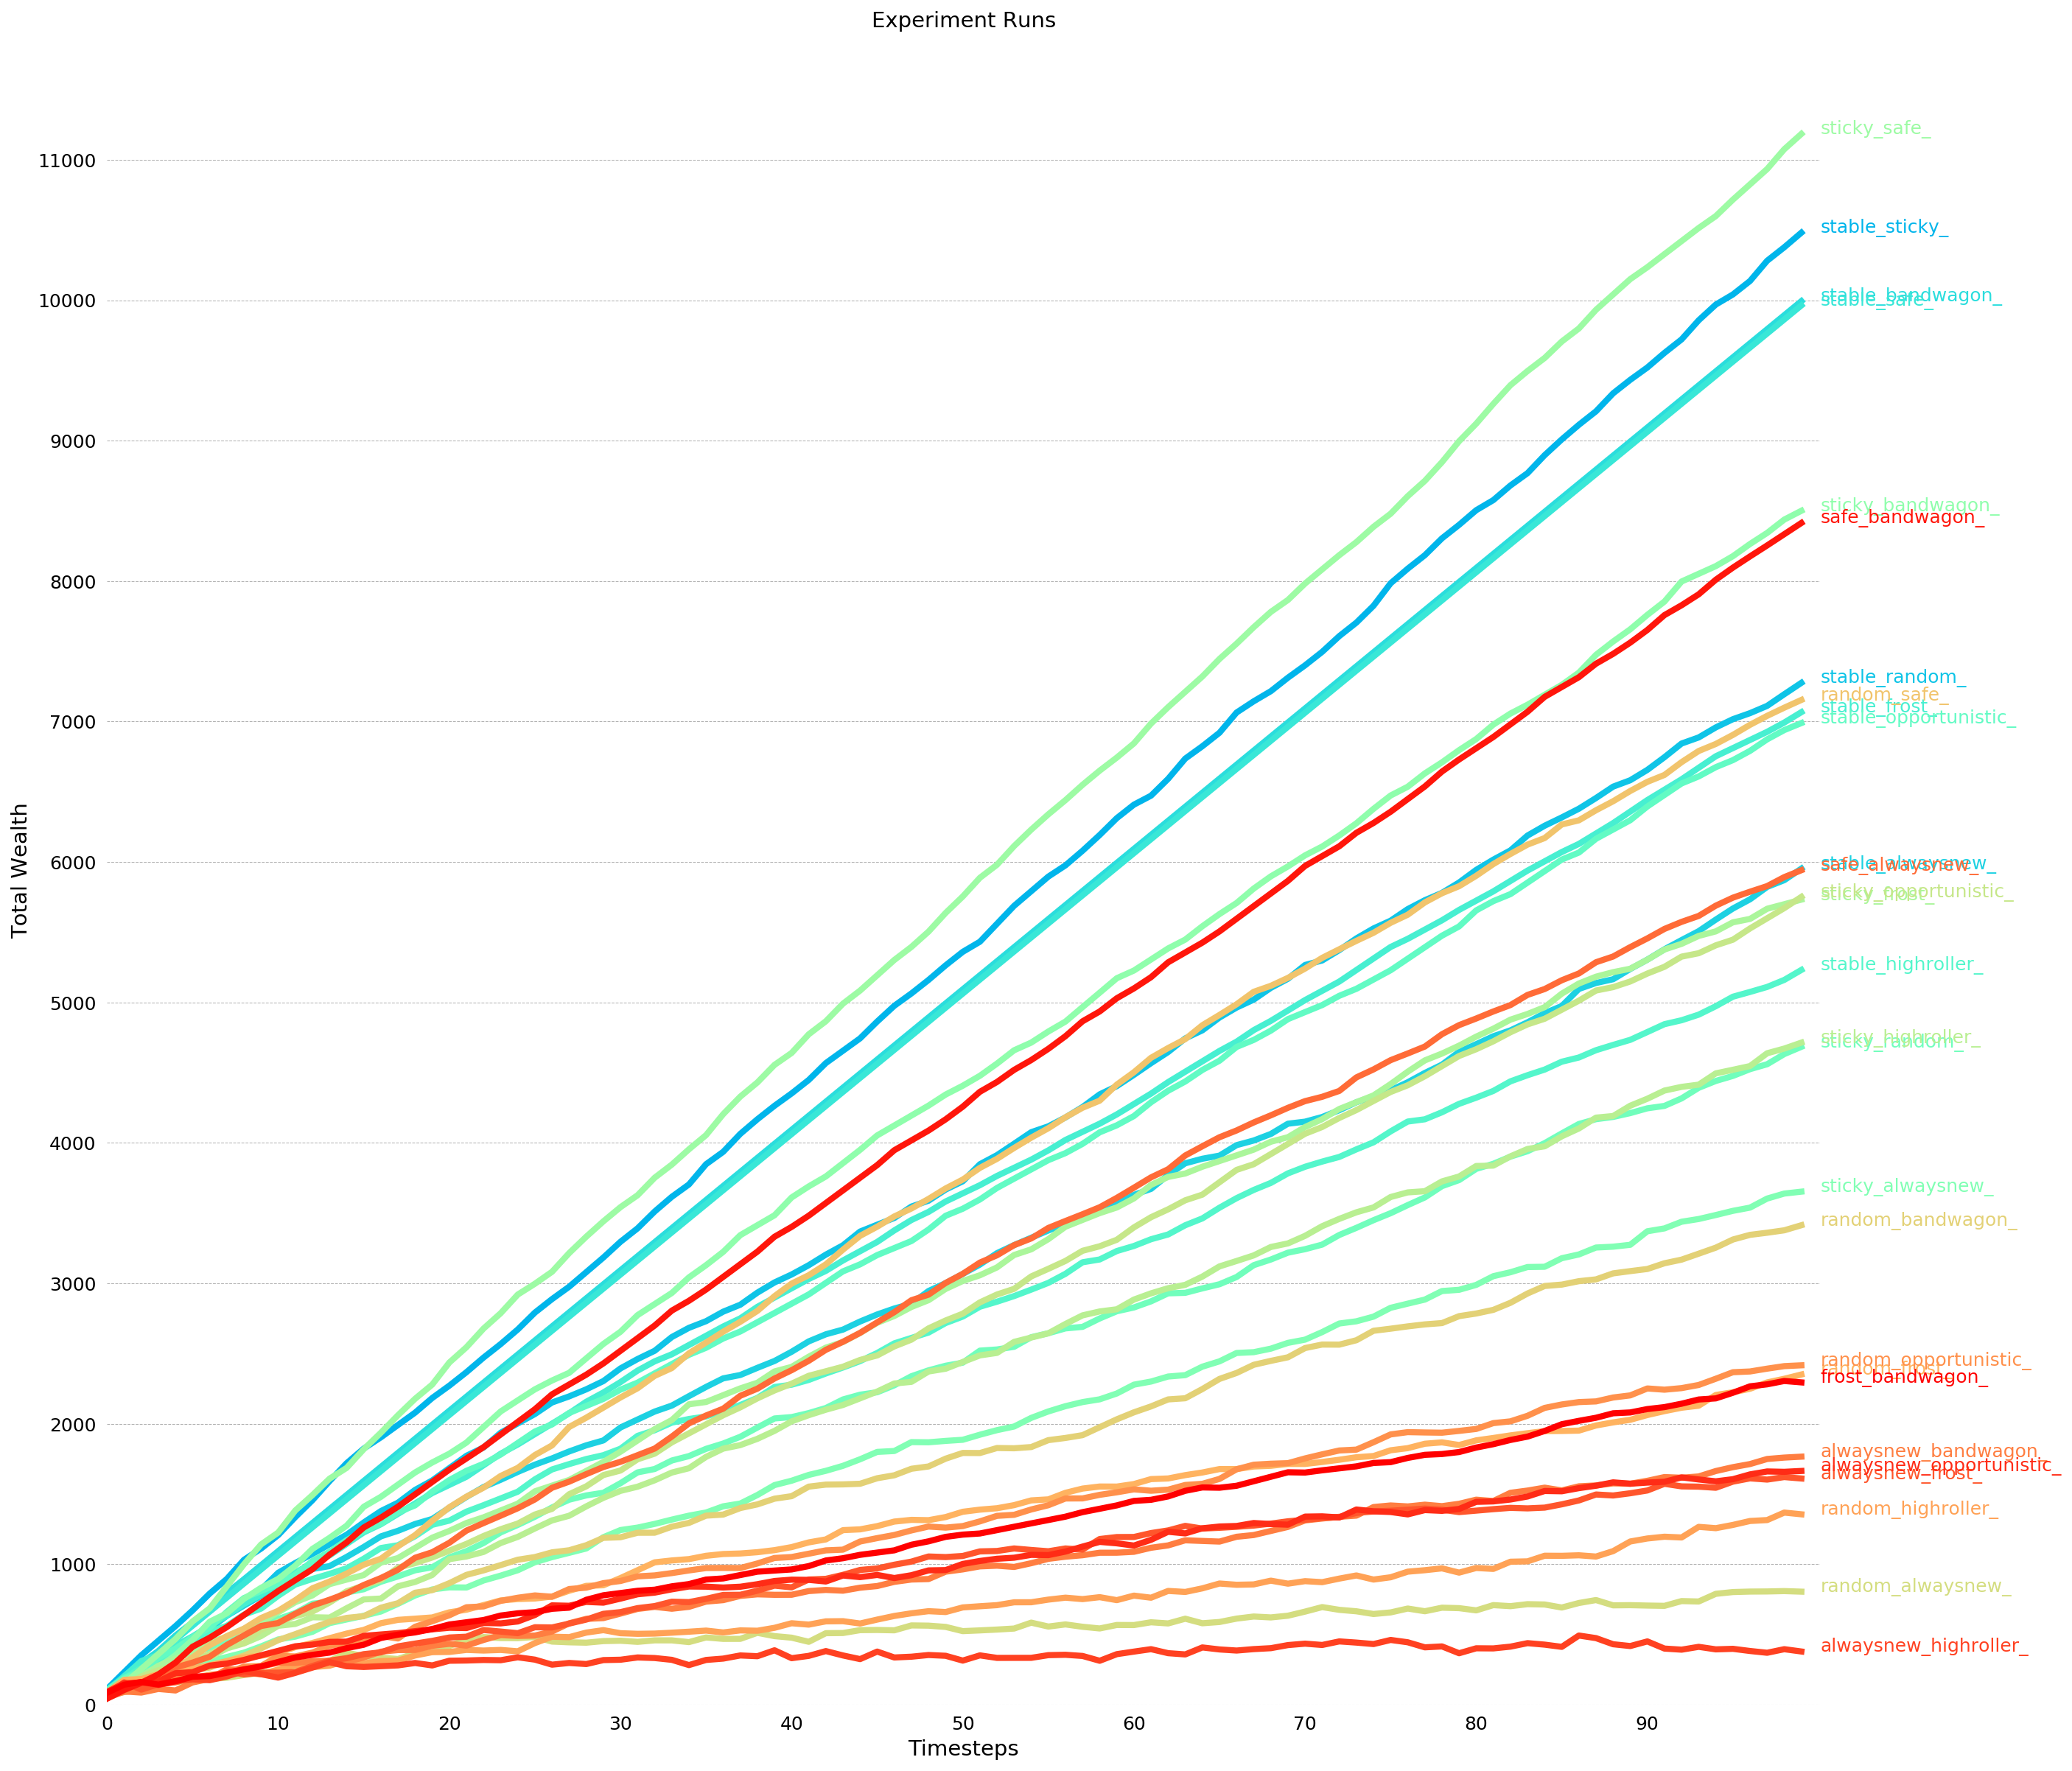 Experiment Runs
11000
10000
9000
8000
7000
6000
5000
4000
3000
2000
1000
0
Total Wealth
0 10 20 30 40 50 60 70 80 90
Timesteps
sticky_safe_
stable_sticky_
stable_bandwagon_
stable_safe_
sticky_bandwagon_
safe_bandwagon_
stable_random_
random_safe_
stable_frost_
stable_opportunistic_
stable_alwaysnew_
safe_alwaysnew_
sticky_opportunistic_
sticky_frost_
stable_highroller_
sticky_highroller_
sticky_random_
sticky_alwaysnew_
random_bandwagon_
random_opportunistic_
random_frost_
frost_bandwagon_
alwaysnew_bandwagon_
alwaysnew_opportunistic_
alwaysnew_frost_
random_highroller_
random_alwaysnew_
alwaysnew_highroller_